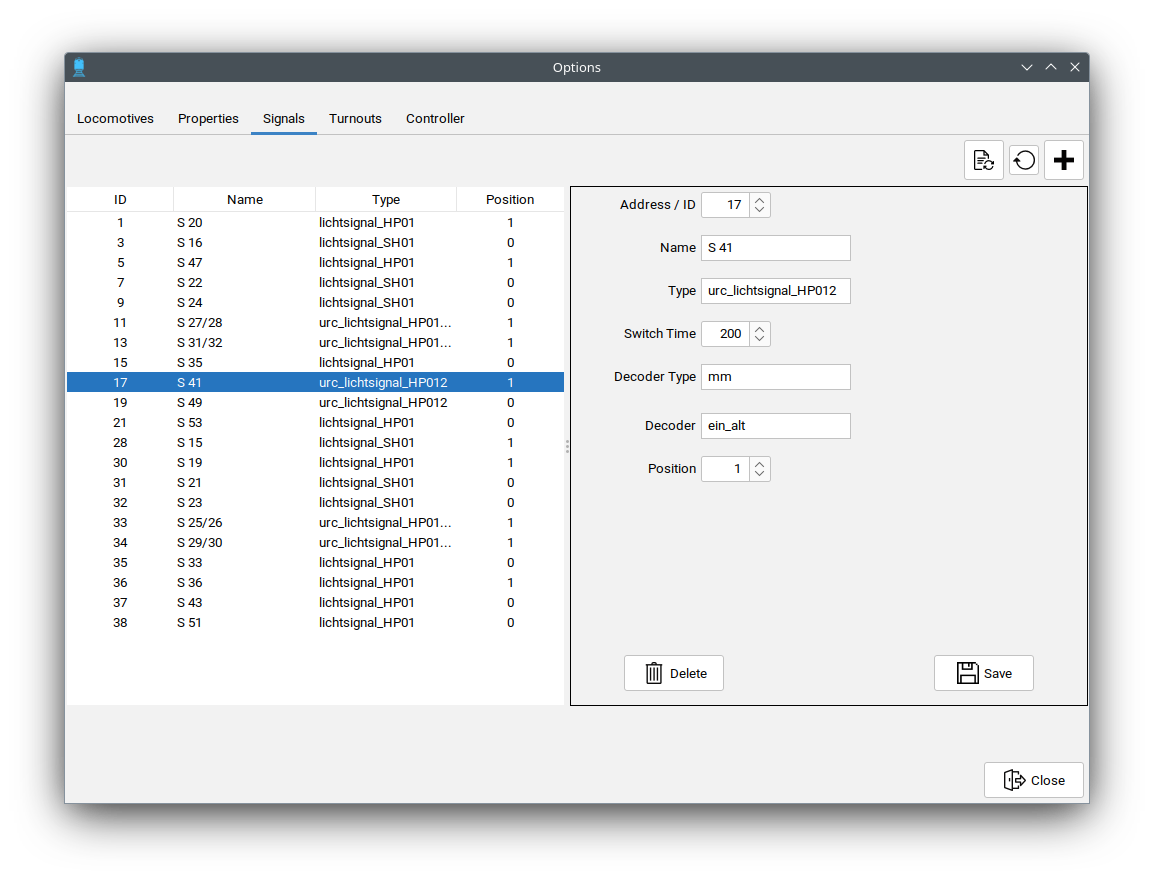 Options
Locomotives Properties Signals Turnouts Controller
ID Name Type Position
1 S 20 lichtsignal_HP01 1
3 S 16 lichtsignal_SH01 0
5 S 47 lichtsignal_HP01 1
7 S 22 lichtsignal_SH01 0
9 S 24 lichtsignal_SH01 0
11 S 27/28 urc_lichtsignal_HP01... 1
13 S 31/32 urc_lichtsignal_HP01... 1
15 S 35 lichtsignal_HP01 0
17 S 41 urc_lichtsignal_HP012 1
19 S 49 urc_lichtsignal_HP012 0
21 S 53 lichtsignal_HP01 0
28 S 15 lichtsignal_SH01 1
30 S 19 lichtsignal_HP01 1
31 S 21 lichtsignal_SH01 0
32 S 23 lichtsignal_SH01 0
33 S 25/26 urc_lichtsignal_HP01... 1
34 S 29/30 urc_lichtsignal_HP01... 1
35 S 33 lichtsignal_HP01 0
36 S 36 lichtsignal_HP01 1
37 S 43 lichtsignal_HP01 0
38 S 51 lichtsignal_HP01 0
Address / ID 17
Name S 41
Type urc_lichtsignal_HP012
Switch Time 200
Decoder Type mm
Decoder ein_alt
Position 1
Delete Save
Close